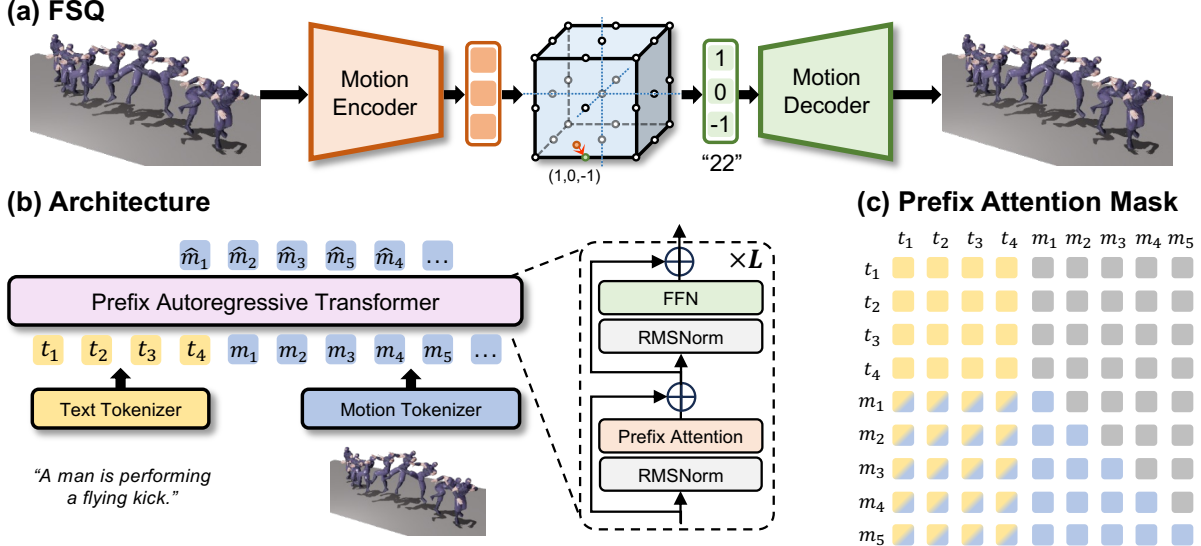 (a) FSQ
Motion
Encoder
(1,0,-1)
1
0
-1
"22"
Motion
Decoder
(b) Architecture
m̂₁ m̂₂ m̂₃ m̂₅ m̂₄ ...
Prefix Autoregressive Transformer
t₁ t₂ t₃ t₄ m₁ m₂ m₃ m₄ m₅ ...
Text Tokenizer
Motion Tokenizer
"A man is performing
a flying kick."
×L
FFN
RMSNorm
Prefix Attention
RMSNorm
(c) Prefix Attention Mask
t₁ t₂ t₃ t₄ m₁ m₂ m₃ m₄ m₅
t₁
t₂
t₃
t₄
m₁
m₂
m₃
m₄
m₅